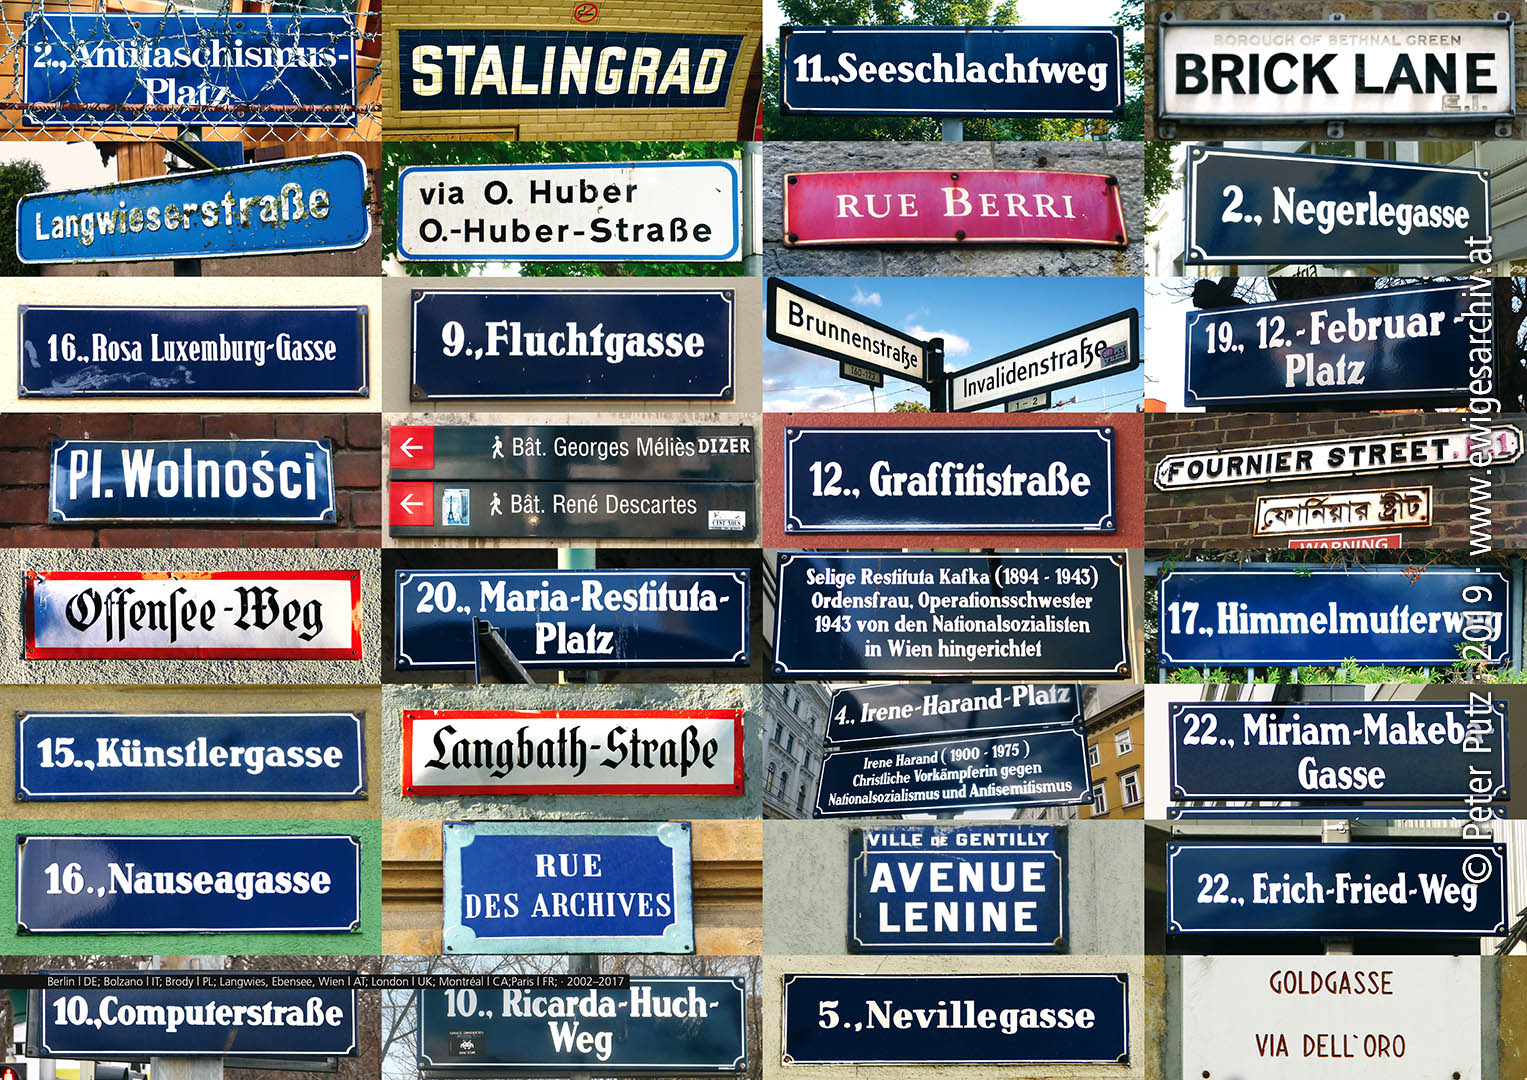 2., Antifaschismus-
Platz
STALINGRAD
11.,Seeschlachtweg
BOROUGH OF BETHNAL GREEN
BRICK LANE
E.1.
Langwieserstraße
via O. Huber
O.-Huber-Straße
RUE BERRI
2., Negerlegasse
16., Rosa Luxemburg-Gasse
9.,Fluchtgasse
Brunnenstraße
160-173
Invalidenstraße
1-2
19., 12.-Februar-
Platz
Pl. Wolności
Bât. Georges Méliès DIZER
Bât. René Descartes
C'EST NOUS
12., Graffitistraße
FOURNIER STREET. E1
ফোর্নিয়ার ষ্ট্রীট
WARNING
Offensee-Weg
20., Maria-Restituta-
Platz
Selige Restituta Kafka (1894 - 1943)
Ordensfrau, Operationsschwester
1943 von den Nationalsozialisten
in Wien hingerichtet
17., Himmelmutterweg
15.,Künstlergasse
Langbath-Straße
4., Irene-Harand-Platz
Irene Harand ( 1900 - 1975 )
Christliche Vorkämpferin gegen
Nationalsozialismus und Antisemitismus
22., Miriam-Makeba-
Gasse
16.,Nauseagasse
RUE
DES ARCHIVES
VILLE DE GENTILLY
AVENUE
LENINE
22., Erich-Fried-Weg
Berlin | DE; Bolzano | IT; Brody | PL; Langwies, Ebensee, Wien | AT; London | UK; Montréal | CA;Paris | FR; · 2002–2017
10.,Computerstraße
10., Ricarda-Huch-
Weg
5.,Nevillegasse
GOLDGASSE
VIA DELL'ORO
© Peter Putz · 2019 · www.ewigesarchiv.at